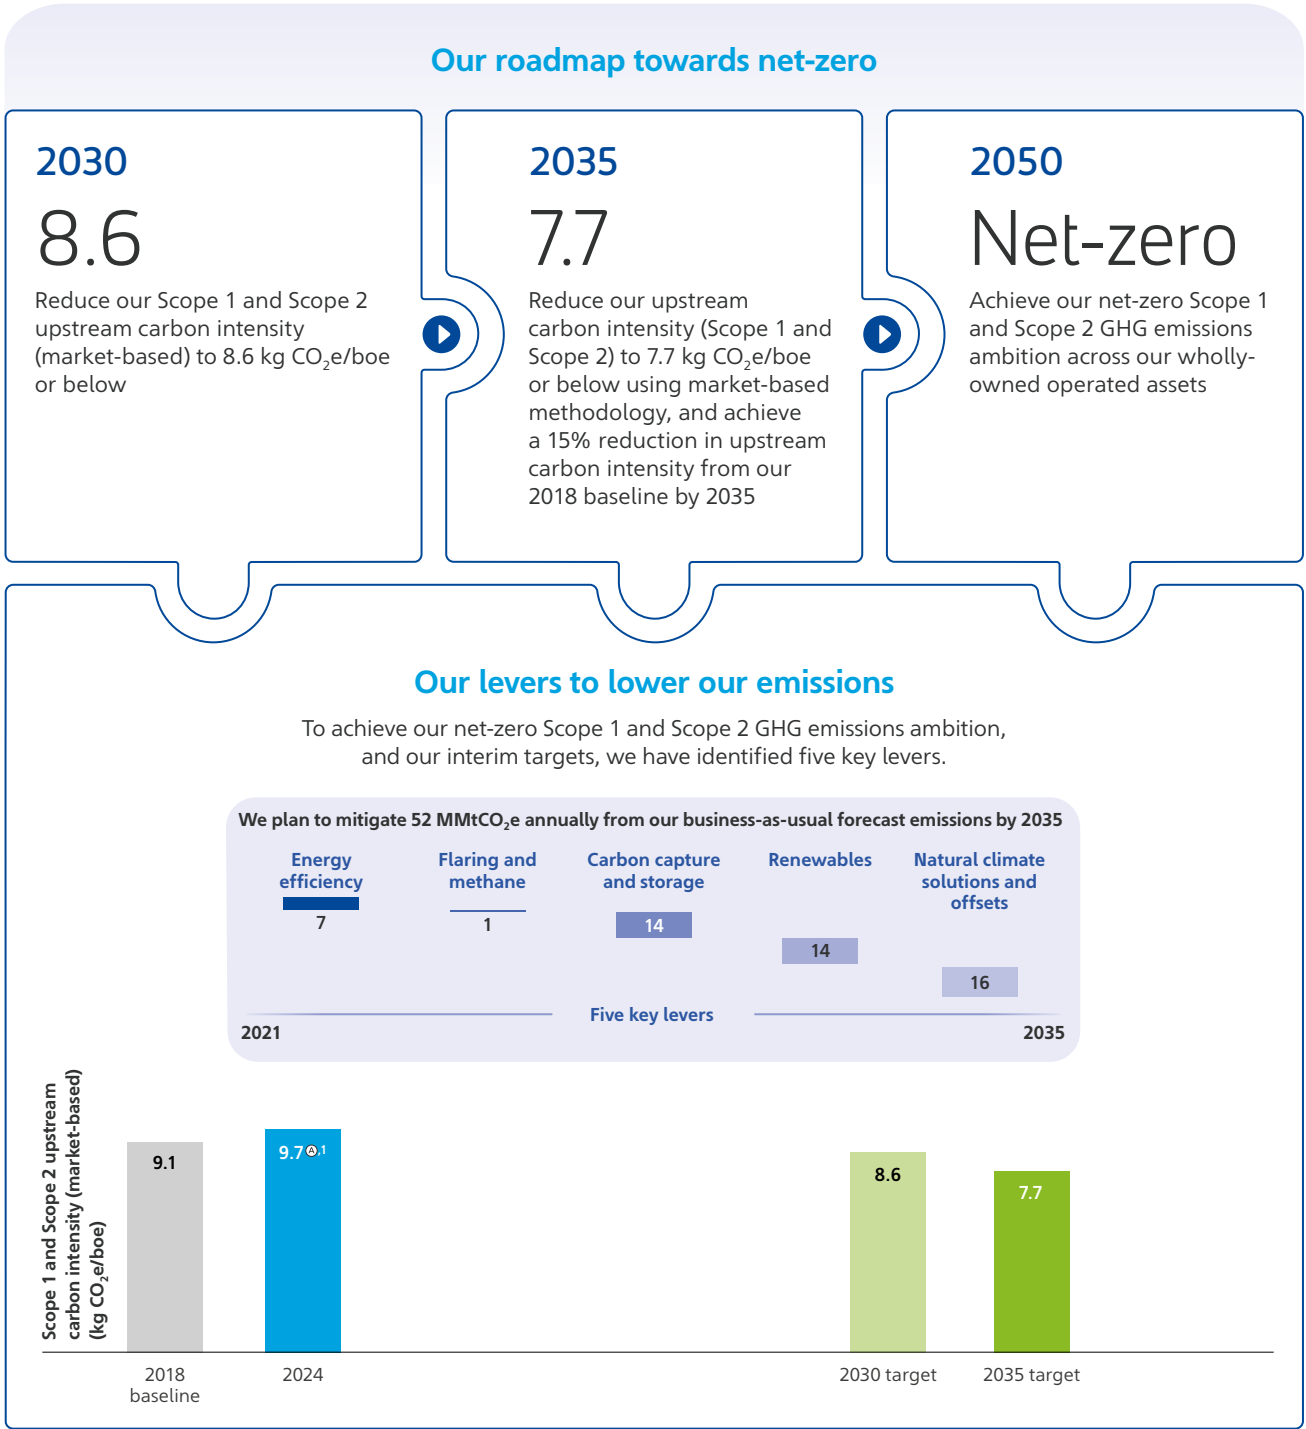 Our roadmap towards net-zero
2030
8.6
Reduce our Scope 1 and Scope 2
upstream carbon intensity
(market-based) to 8.6 kg CO₂e/boe
or below
2035
7.7
Reduce our upstream
carbon intensity (Scope 1 and
Scope 2) to 7.7 kg CO₂e/boe
or below using market-based
methodology, and achieve
a 15% reduction in upstream
carbon intensity from our
2018 baseline by 2035
2050
Net-zero
Achieve our net-zero Scope 1
and Scope 2 GHG emissions
ambition across our wholly-
owned operated assets
Our levers to lower our emissions
To achieve our net-zero Scope 1 and Scope 2 GHG emissions ambition,
and our interim targets, we have identified five key levers.
We plan to mitigate 52 MMtCO₂e annually from our business-as-usual forecast emissions by 2035
Energy
efficiency
7
Flaring and
methane
1
Carbon capture
and storage
14
Renewables
14
Natural climate
solutions and
offsets
16
Five key levers
2021
2035
Scope 1 and Scope 2 upstream
carbon intensity (market-based)
(kg CO₂e/boe)
9.1
9.7Ⓐ,1
8.6
7.7
2018
baseline
2024
2030 target
2035 target